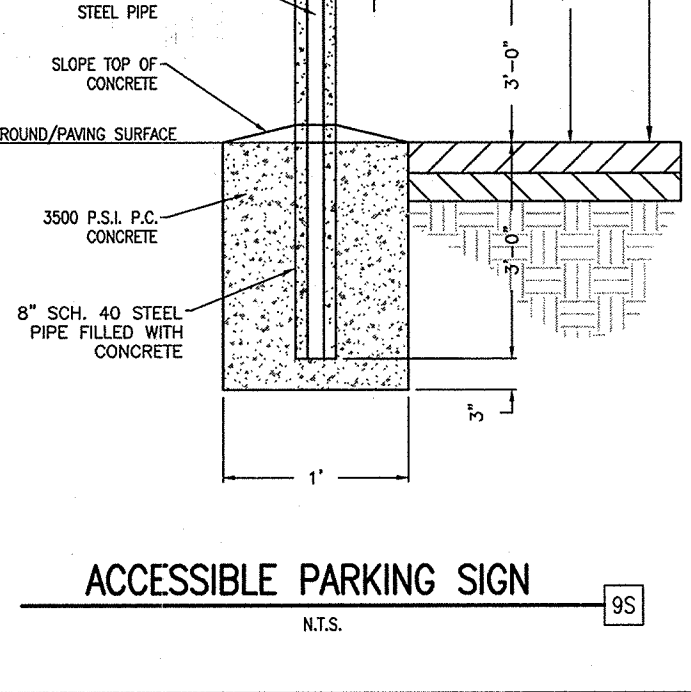 STEEL PIPE
SLOPE TOP OF
CONCRETE
ROUND/PAVING SURFACE
3500 P.S.I. P.C.
CONCRETE
8" SCH. 40 STEEL
PIPE FILLED WITH
CONCRETE
3'-0"
3'-0"
3"
1'
ACCESSIBLE PARKING SIGN
9S
N.T.S.